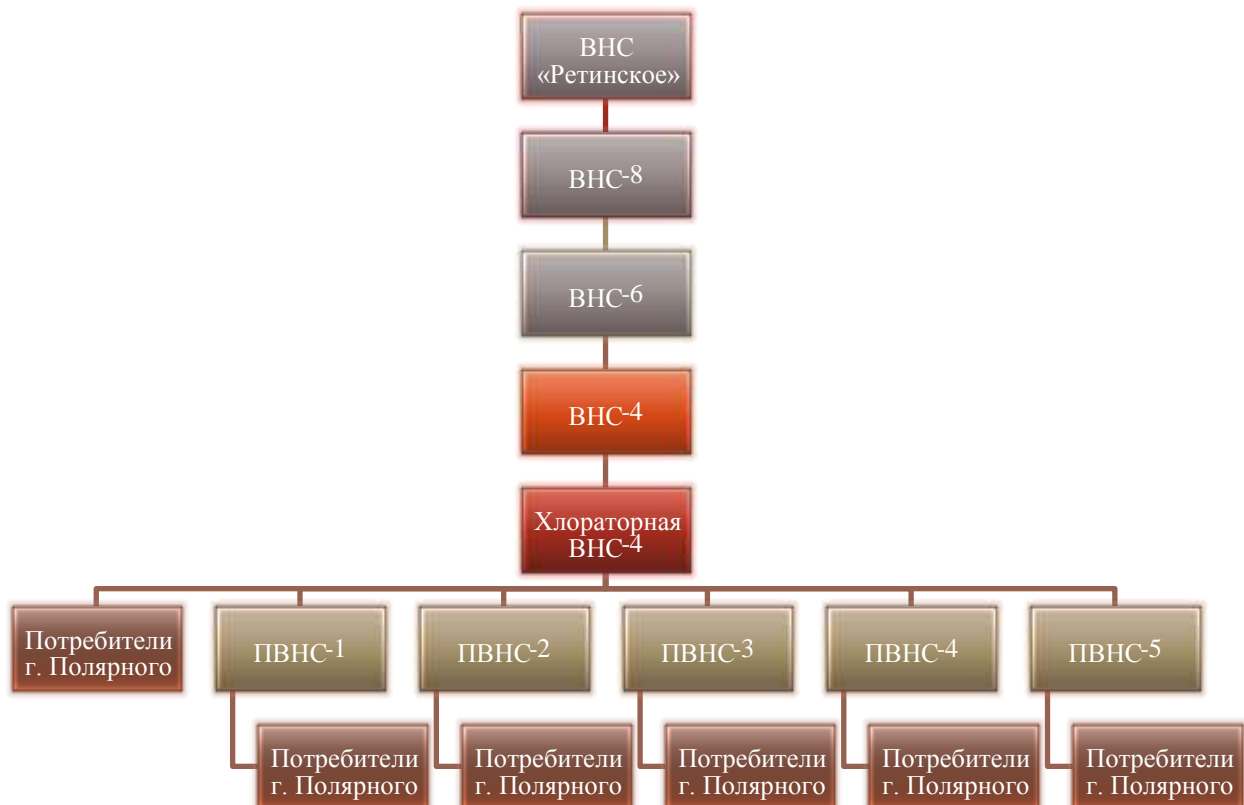 ВНС
«Ретинское»
ВНС-8
ВНС-6
ВНС-4
Хлораторная
ВНС-4
Потребители
г. Полярного
ПВНС-1
ПВНС-2
ПВНС-3
ПВНС-4
ПВНС-5
Потребители
г. Полярного
Потребители
г. Полярного
Потребители
г. Полярного
Потребители
г. Полярного
Потребители
г. Полярного